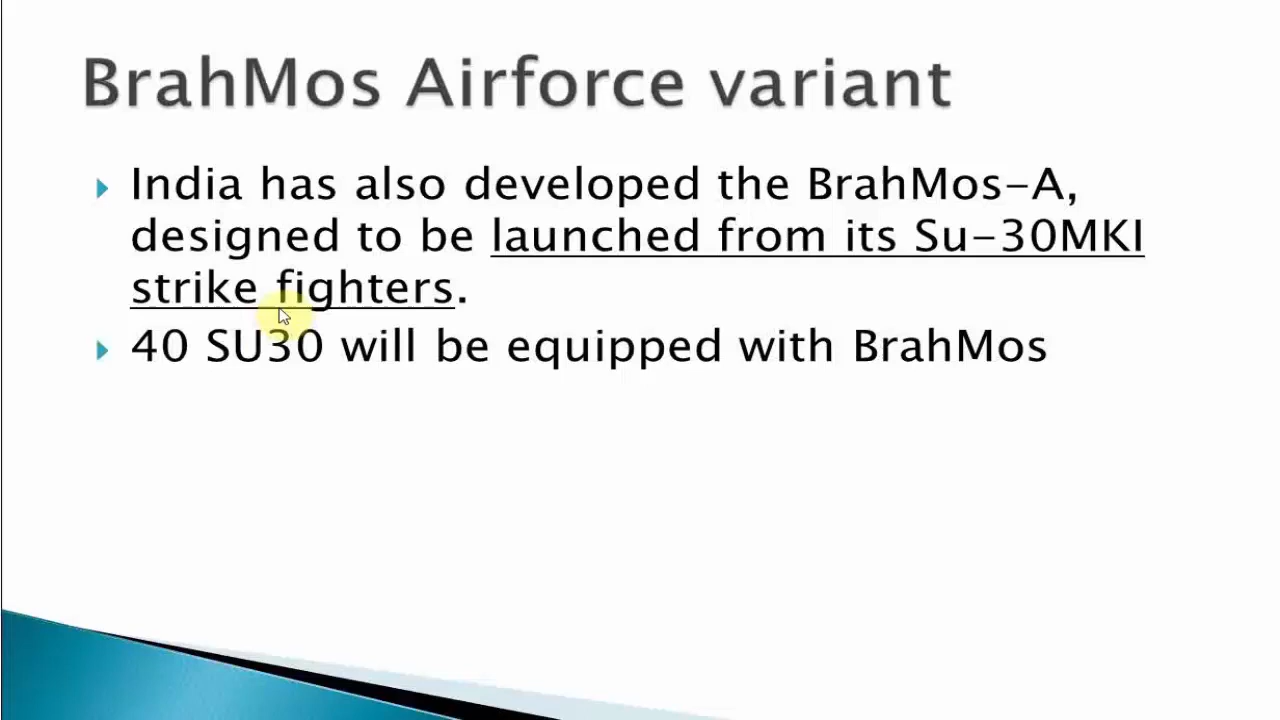 BrahMos Airforce variant
India has also developed the BrahMos-A,
designed to be launched from its Su-30MKI
strike fighters.
40 SU30 will be equipped with BrahMos